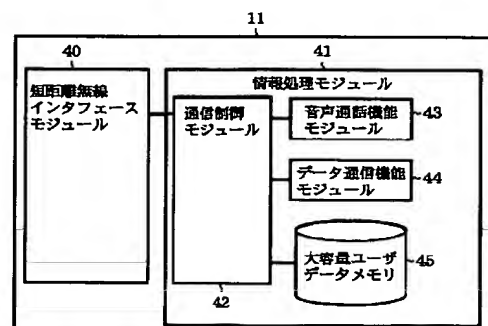 11
40
41
短距離無線
インタフェース
モジュール
情報処理モジュール
通信制御
モジュール
音声通話機能
モジュール
43
データ通信機能
モジュール
44
大容量ユーザ
データメモリ
45
42